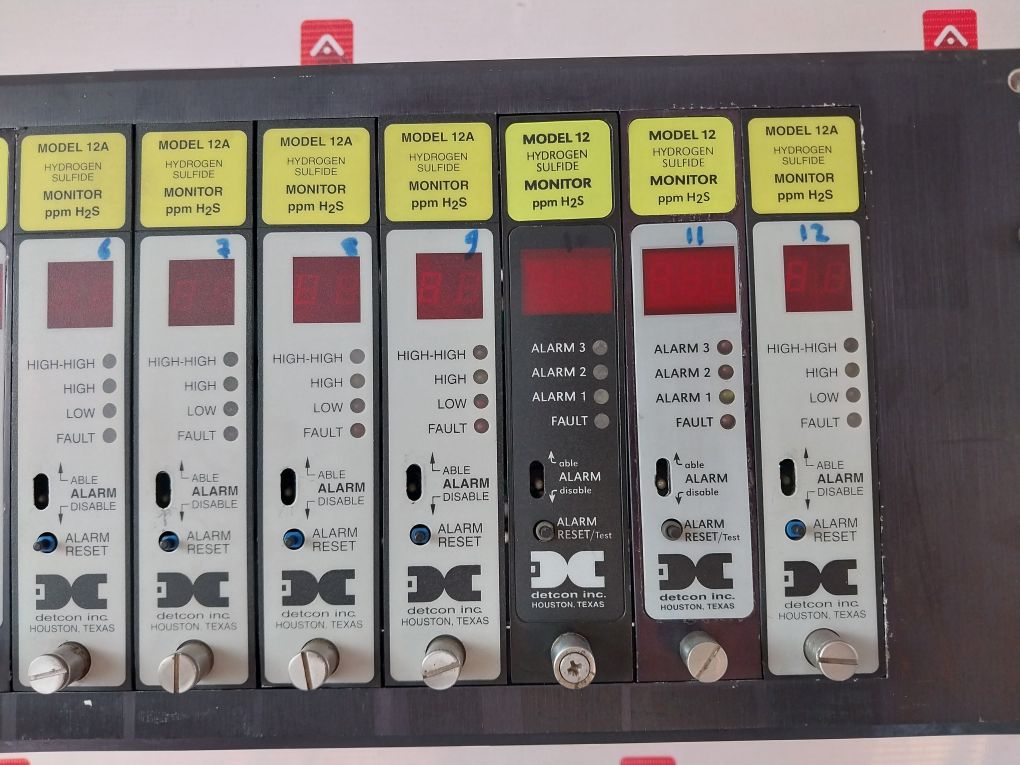 MODEL 12A
HYDROGEN
SULFIDE
MONITOR
ppm H2S
6
HIGH-HIGH
HIGH
LOW
FAULT
ABLE
ALARM
DISABLE
ALARM
RESET
detcon inc.
HOUSTON, TEXAS
MODEL 12A
HYDROGEN
SULFIDE
MONITOR
ppm H2S
7
HIGH-HIGH
HIGH
LOW
FAULT
ABLE
ALARM
DISABLE
ALARM
RESET
detcon inc.
HOUSTON, TEXAS
MODEL 12A
HYDROGEN
SULFIDE
MONITOR
ppm H2S
8
HIGH-HIGH
HIGH
LOW
FAULT
ABLE
ALARM
DISABLE
ALARM
RESET
detcon inc.
HOUSTON, TEXAS
MODEL 12A
HYDROGEN
SULFIDE
MONITOR
ppm H2S
9
HIGH-HIGH
HIGH
LOW
FAULT
ABLE
ALARM
DISABLE
ALARM
RESET
detcon inc.
HOUSTON, TEXAS
MODEL 12
HYDROGEN
SULFIDE
MONITOR
ppm H2S
10
ALARM 3
ALARM 2
ALARM 1
FAULT
able
ALARM
disable
ALARM
RESET/Test
detcon inc.
HOUSTON, TEXAS
MODEL 12
HYDROGEN
SULFIDE
MONITOR
ppm H2S
11
ALARM 3
ALARM 2
ALARM 1
FAULT
able
ALARM
disable
ALARM
RESET/Test
detcon inc.
HOUSTON, TEXAS
MODEL 12A
HYDROGEN
SULFIDE
MONITOR
ppm H2S
12
HIGH-HIGH
HIGH
LOW
FAULT
ABLE
ALARM
DISABLE
ALARM
RESET
detcon inc.
HOUSTON, TEXAS